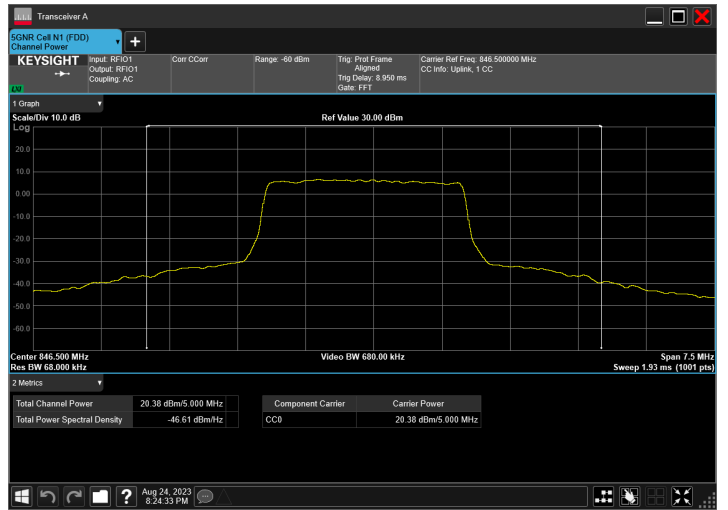 Transceiver A
5GNR Cell N1 (FDD)
Channel Power
KEYSIGHT
LXI
Input: RFIO1
Output: RFIO1
Coupling: AC
Corr CCorr
Range: -60 dBm
Trig: Prot Frame
Aligned
Trig Delay: 8.950 ms
Gate: FFT
Carrier Ref Freq: 846.500000 MHz
CC Info: Uplink, 1 CC
1 Graph
Scale/Div 10.0 dB
Ref Value 30.00 dBm
Log
20.0
10.0
0.00
-10.0
-20.0
-30.0
-40.0
-50.0
-60.0
Center 846.500 MHz
Video BW 680.00 kHz
Span 7.5 MHz
Res BW 68.000 kHz
Sweep 1.93 ms (1001 pts)
2 Metrics
Total Channel Power 20.38 dBm/5.000 MHz
Total Power Spectral Density -46.61 dBm/Hz
Component Carrier Carrier Power
CC0 20.38 dBm/5.000 MHz
?
Aug 24, 2023
8:24:33 PM